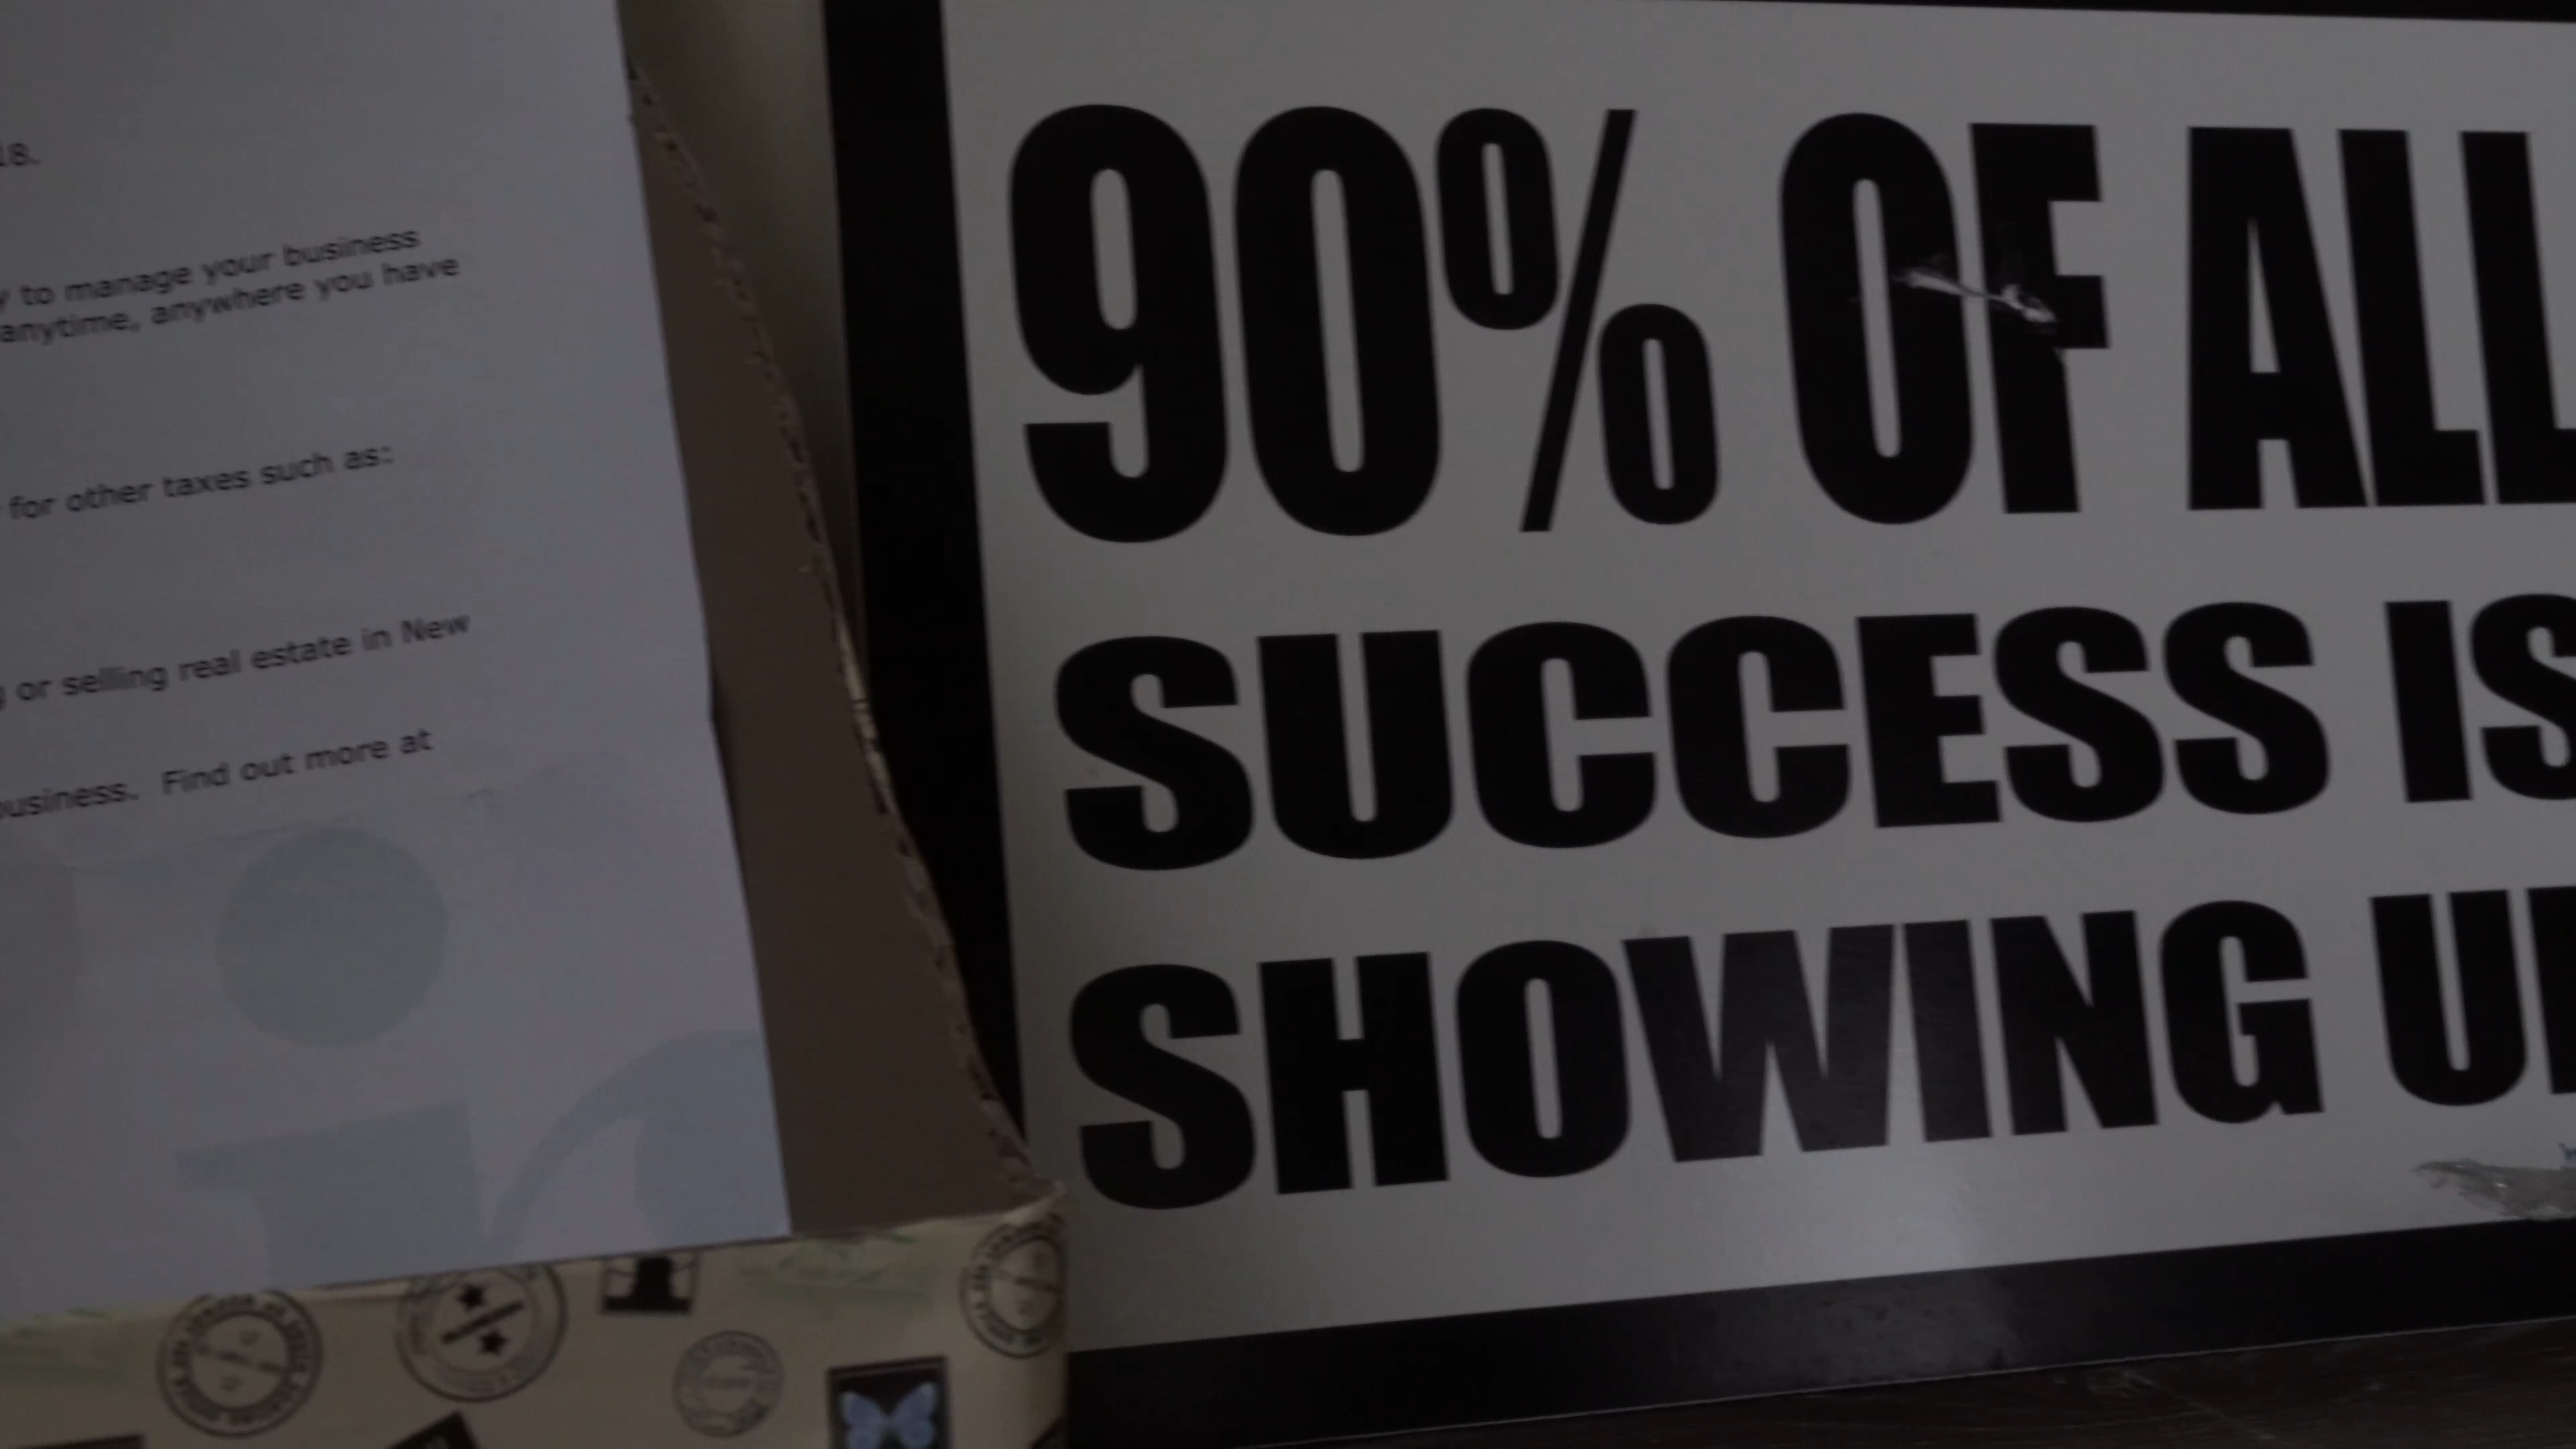 18.
to manage your business
anytime, anywhere you have
for other taxes such as:
or selling real estate in New
business. Find out more at
90% OF ALL
SUCCESS IS
SHOWING